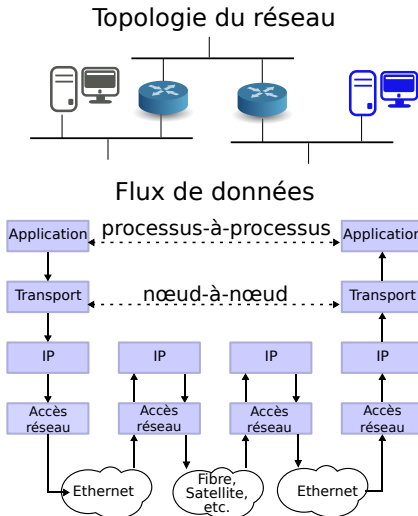 Topologie du réseau
Flux de données
Application
processus-à-processus
Application
Transport
nœud-à-nœud
Transport
IP
IP
IP
IP
Accès
réseau
Accès
réseau
Accès
réseau
Accès
réseau
Ethernet
Fibre,
Satellite,
etc.
Ethernet